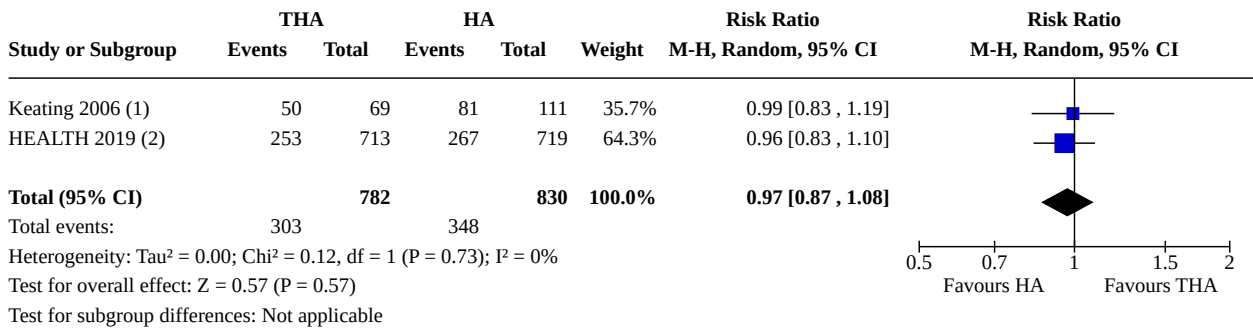 THA HA Risk Ratio Risk Ratio
Study or Subgroup Events Total Events Total Weight M-H, Random, 95% CI M-H, Random, 95% CI
Keating 2006 (1) 50 69 81 111 35.7% 0.99 [0.83 , 1.19]
HEALTH 2019 (2) 253 713 267 719 64.3% 0.96 [0.83 , 1.10]
Total (95% CI) 782 830 100.0% 0.97 [0.87 , 1.08]
Total events: 303 348
Heterogeneity: Tau² = 0.00; Chi² = 0.12, df = 1 (P = 0.73); I² = 0%
0.5 0.7 1 1.5 2
Test for overall effect: Z = 0.57 (P = 0.57) Favours HA Favours THA
Test for subgroup differences: Not applicable